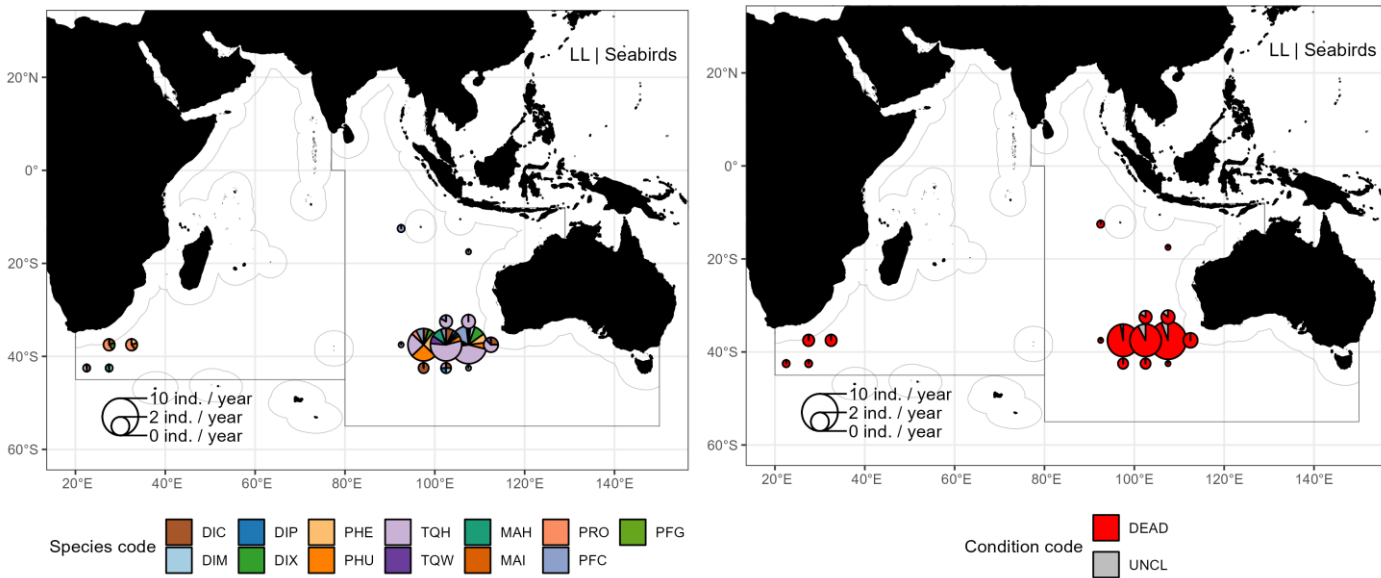 LL | Seabirds
20°N
0°
20°S
40°S
60°S
10 ind. / year
2 ind. / year
0 ind. / year
20°E 40°E 60°E 80°E 100°E 120°E 140°E
Species code
DIC DIP PHE TQH MAH PRO PFG
DIM DIX PHU TQW MAI PFC
LL | Seabirds
20°N
0°
20°S
40°S
60°S
10 ind. / year
2 ind. / year
0 ind. / year
20°E 40°E 60°E 80°E 100°E 120°E 140°E
Condition code
DEAD
UNCL